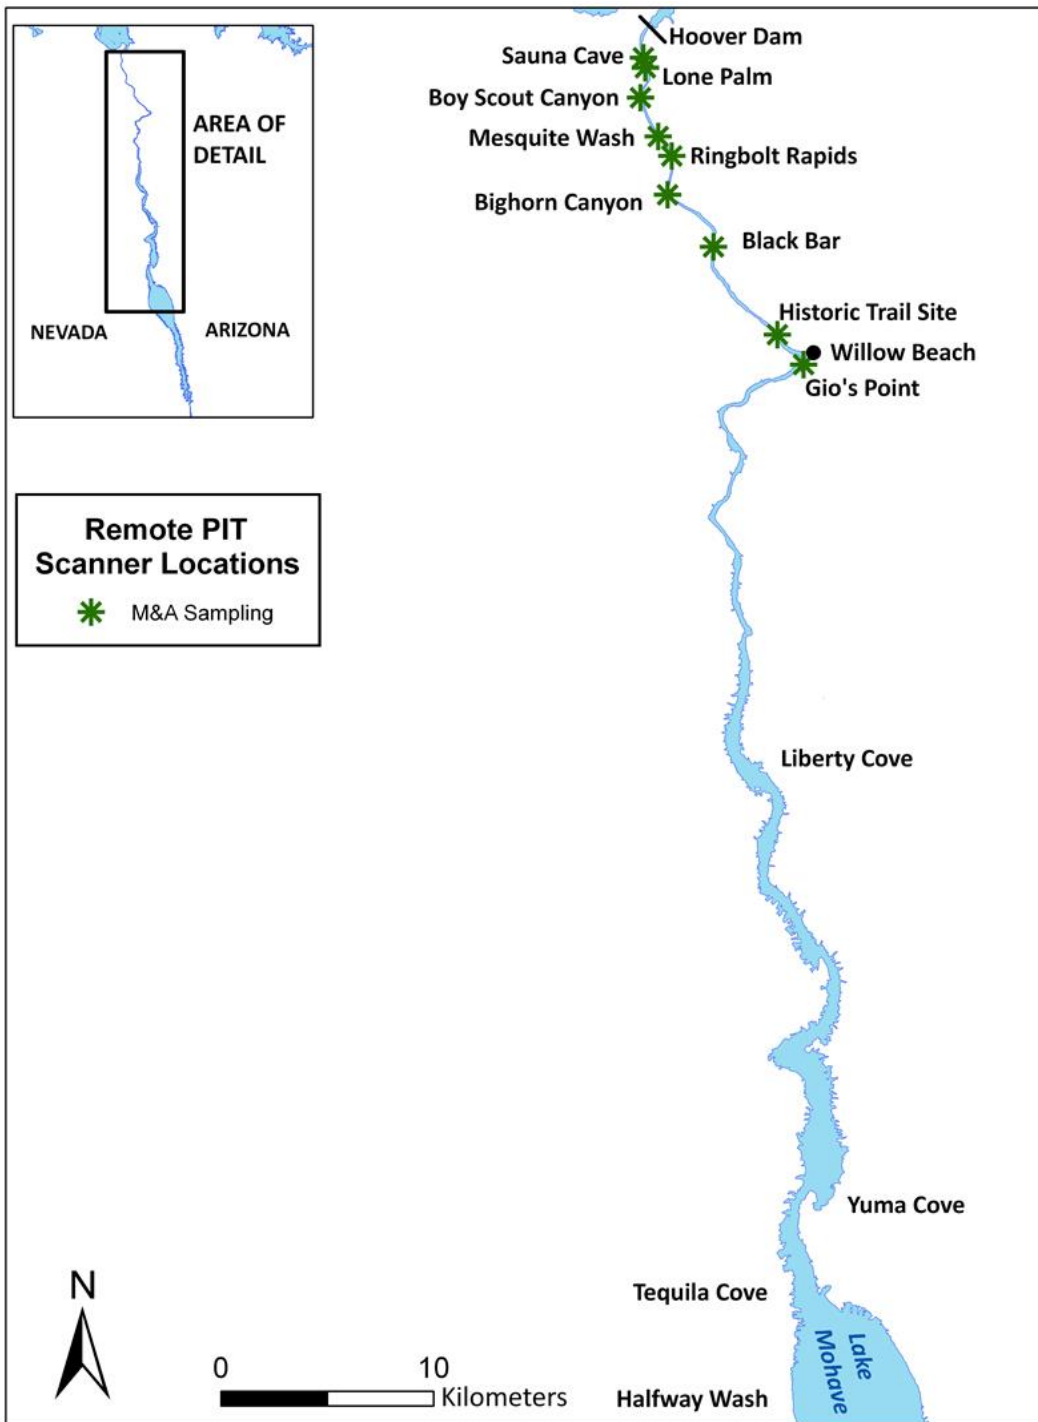 AREA OF
DETAIL
NEVADA
ARIZONA
Remote PIT
Scanner Locations
M&A Sampling
Hoover Dam
Sauna Cave
Lone Palm
Boy Scout Canyon
Mesquite Wash
Ringbolt Rapids
Bighorn Canyon
Black Bar
Historic Trail Site
Willow Beach
Gio's Point
Liberty Cove
Yuma Cove
Tequila Cove
Lake
Mohave
Halfway Wash
N
0 10
Kilometers